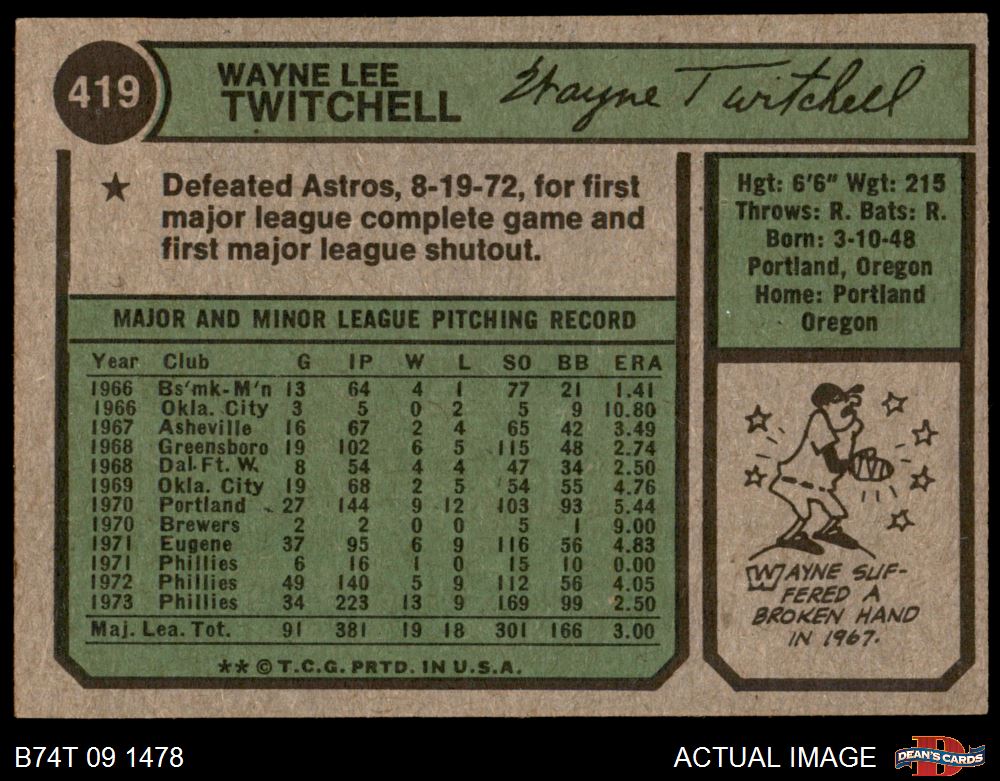 419
WAYNE LEE
TWITCHELL
Wayne Twitchell
★ Defeated Astros, 8-19-72, for first
major league complete game and
first major league shutout.
Hgt: 6'6" Wgt: 215
Throws: R. Bats: R.
Born: 3-10-48
Portland, Oregon
Home: Portland
Oregon
MAJOR AND MINOR LEAGUE PITCHING RECORD
Year Club G IP W L SO BB ERA
1966 Bs'mk-M'n 13 64 4 1 77 21 1.41
1966 Okla. City 3 5 0 2 5 9 10.80
1967 Asheville 16 67 2 4 65 42 3.49
1968 Greensboro 19 102 6 5 115 48 2.74
1968 Dal-Ft. W. 8 54 4 4 47 34 2.50
1969 Okla. City 19 68 2 5 54 55 4.76
1970 Portland 27 144 9 12 103 93 5.44
1970 Brewers 2 2 0 0 5 1 9.00
1971 Eugene 37 95 6 9 116 56 4.83
1971 Phillies 6 16 1 0 15 10 0.00
1972 Phillies 49 140 5 9 112 56 4.05
1973 Phillies 34 223 13 9 169 99 2.50
Maj. Lea. Tot. 91 381 19 18 301 166 3.00
** © T.C.G. PRTD. IN U.S.A.
WAYNE SUF-
FERED A
BROKEN HAND
IN 1967.
B74T 09 1478
ACTUAL IMAGE
D
DEAN'S CARDS